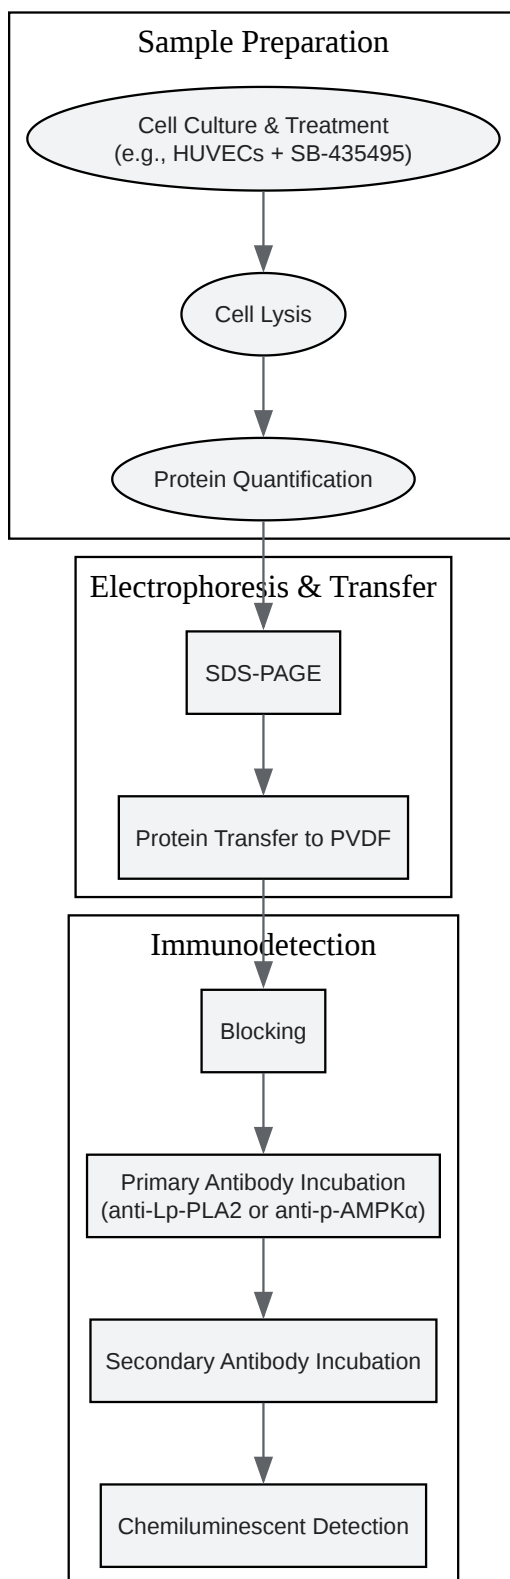 Sample Preparation
Cell Culture & Treatment
(e.g., HUVECs + SB-435495)
Cell Lysis
Protein Quantification
Electrophoresis & Transfer
SDS-PAGE
Protein Transfer to PVDF
Immunodetection
Blocking
Primary Antibody Incubation
(anti-Lp-PLA2 or anti-p-AMPKα)
Secondary Antibody Incubation
Chemiluminescent Detection